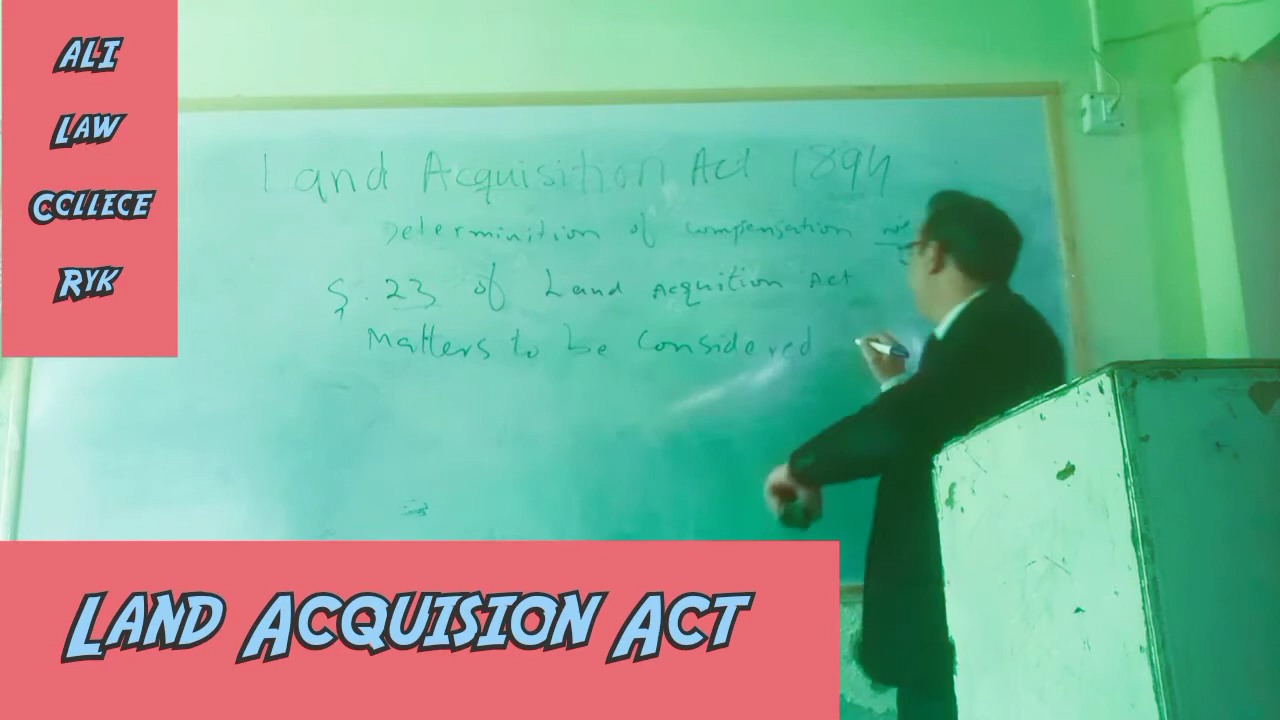 ALI
LAW
COLLEGE
RYK
Land Acquisition Act 1894
Determinition of compensation
S. 23 of Land Acquition Act
Matters to be considered
LAND ACQUISION ACT